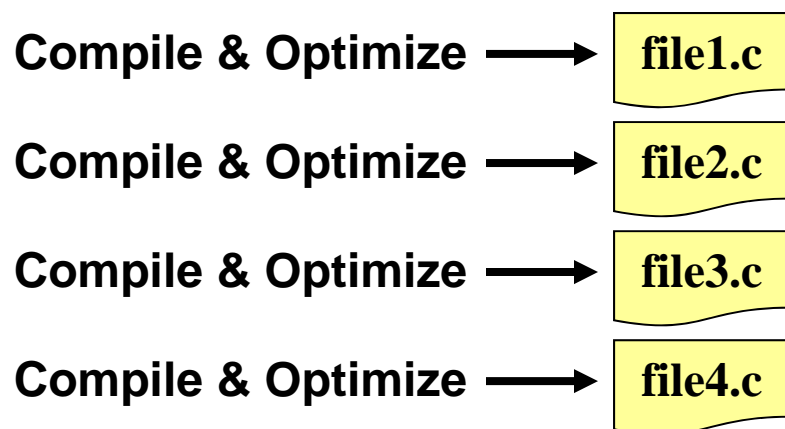 Compile & Optimize file1.c
Compile & Optimize file2.c
Compile & Optimize file3.c
Compile & Optimize file4.c